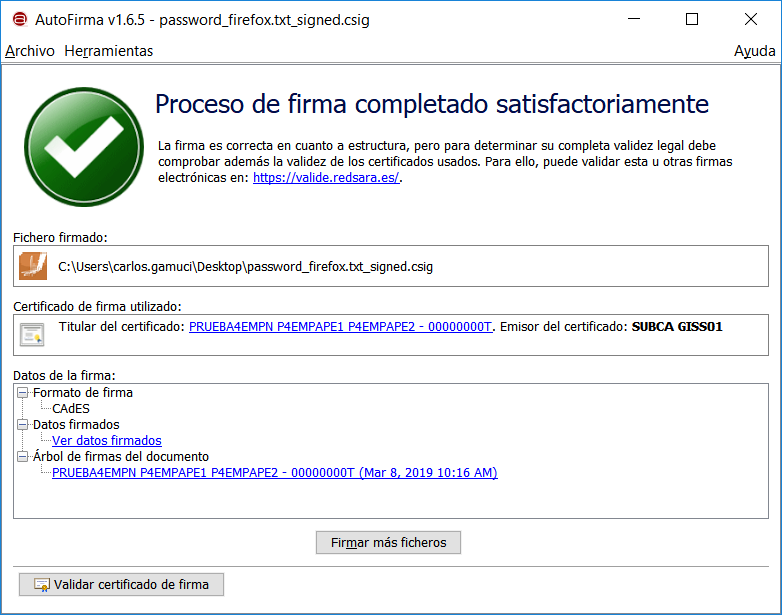 AutoFirma v1.6.5 - password_firefox.txt_signed.csig
Archivo Herramientas Ayuda
Proceso de firma completado satisfactoriamente
La firma es correcta en cuanto a estructura, pero para determinar su completa validez legal debe
comprobar además la validez de los certificados usados. Para ello, puede validar esta u otras firmas
electrónicas en: https://valide.redsara.es/.
Fichero firmado:
C:\Users\carlos.gamuci\Desktop\password_firefox.txt_signed.csig
Certificado de firma utilizado:
Titular del certificado: PRUEBA4EMPN P4EMPAPE1 P4EMPAPE2 - 00000000T. Emisor del certificado: SUBCA GISS01
Datos de la firma:
Formato de firma
CAdES
Datos firmados
Ver datos firmados
Árbol de firmas del documento
PRUEBA4EMPN P4EMPAPE1 P4EMPAPE2 - 00000000T (Mar 8, 2019 10:16 AM)
Firmar más ficheros
Validar certificado de firma